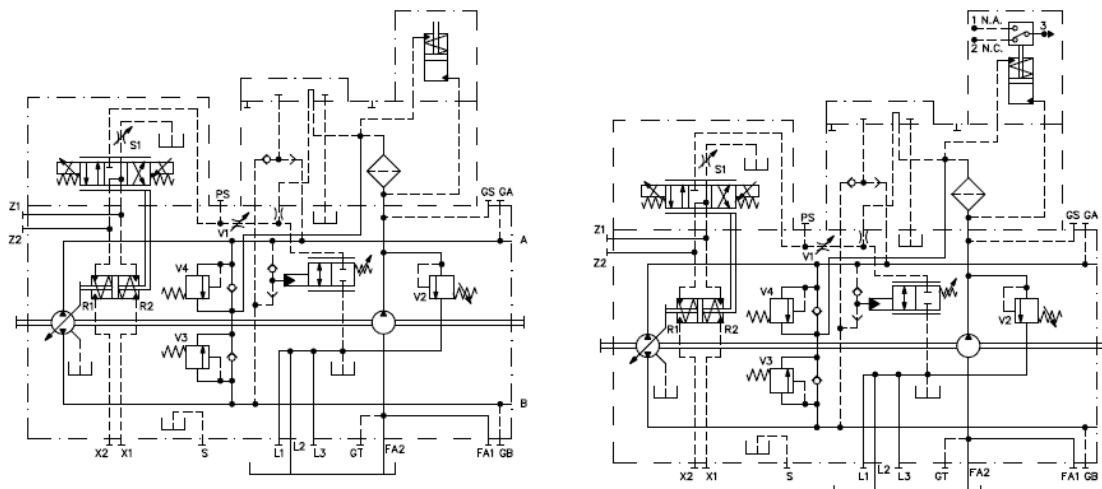 S1
PS
GS GA
Z1
V1
A
Z2
V4
R1 R2
V2
V3
B
X2 X1
S
L1
L2
L3
GT
FA2
FA1 GB
1 N.A.
3
2 N.C.
S1
PS
GS GA
Z1
V1
A
Z2
V4
R1 R2
V2
V3
B
X2 X1
S
L1
L2
L3
GT
FA2
FA1 GB